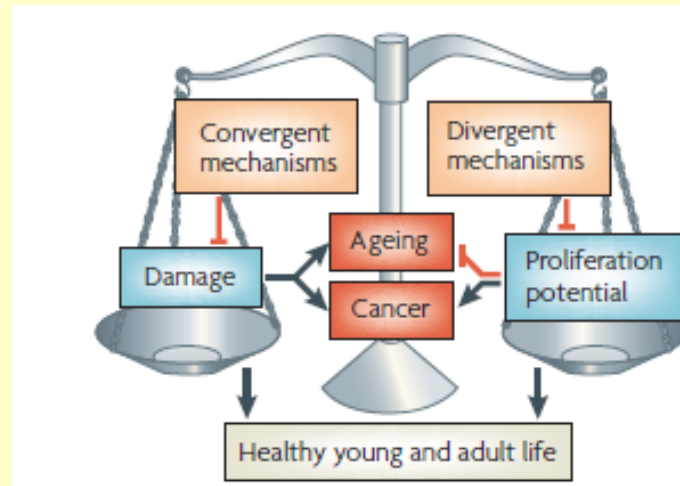 Convergent
mechanisms
Divergent
mechanisms
Ageing
Damage
Proliferation
potential
Cancer
Healthy young and adult life